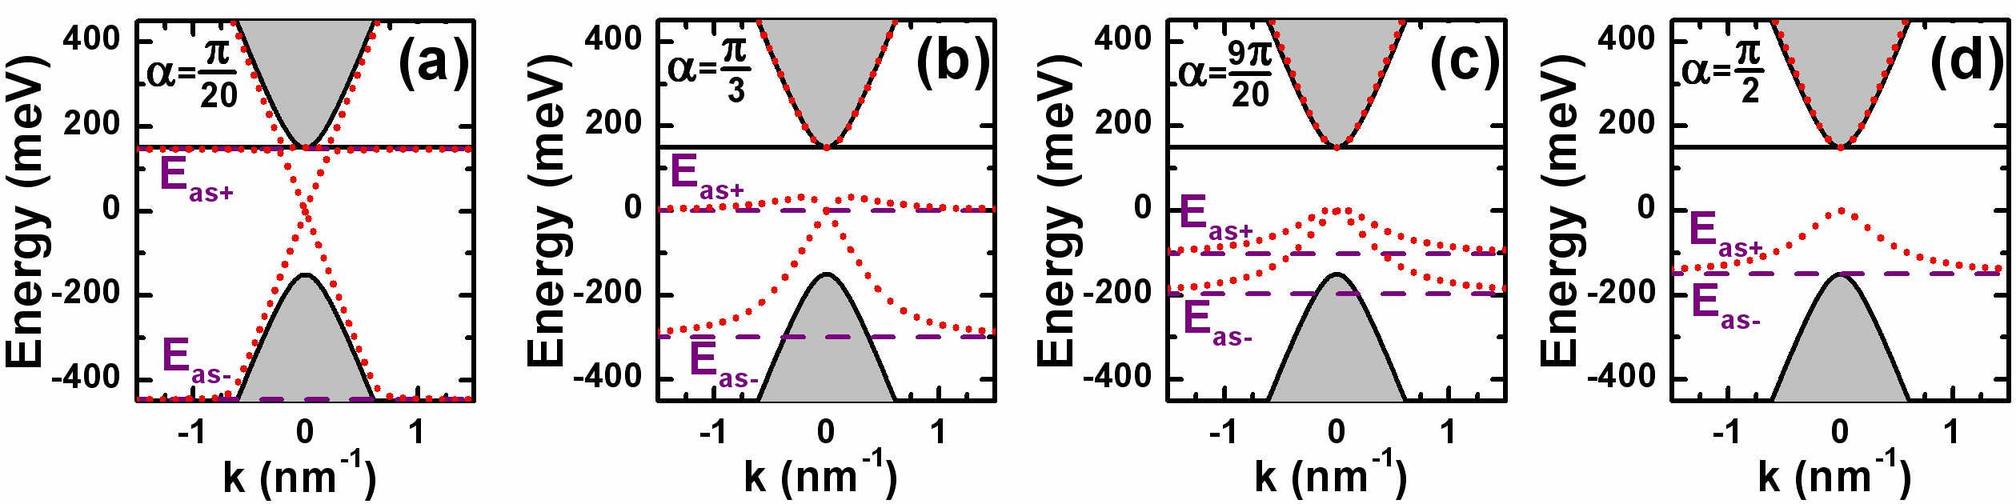 Energy (meV)
400
200
0
-200
-400
α=π/20
(a)
E_as+
E_as-
-1 0 1
k (nm⁻¹)
Energy (meV)
400
200
0
-200
-400
α=π/3
(b)
E_as+
E_as-
-1 0 1
k (nm⁻¹)
Energy (meV)
400
200
0
-200
-400
α=9π/20
(c)
E_as+
E_as-
-1 0 1
k (nm⁻¹)
Energy (meV)
400
200
0
-200
-400
α=π/2
(d)
E_as+
E_as-
-1 0 1
k (nm⁻¹)